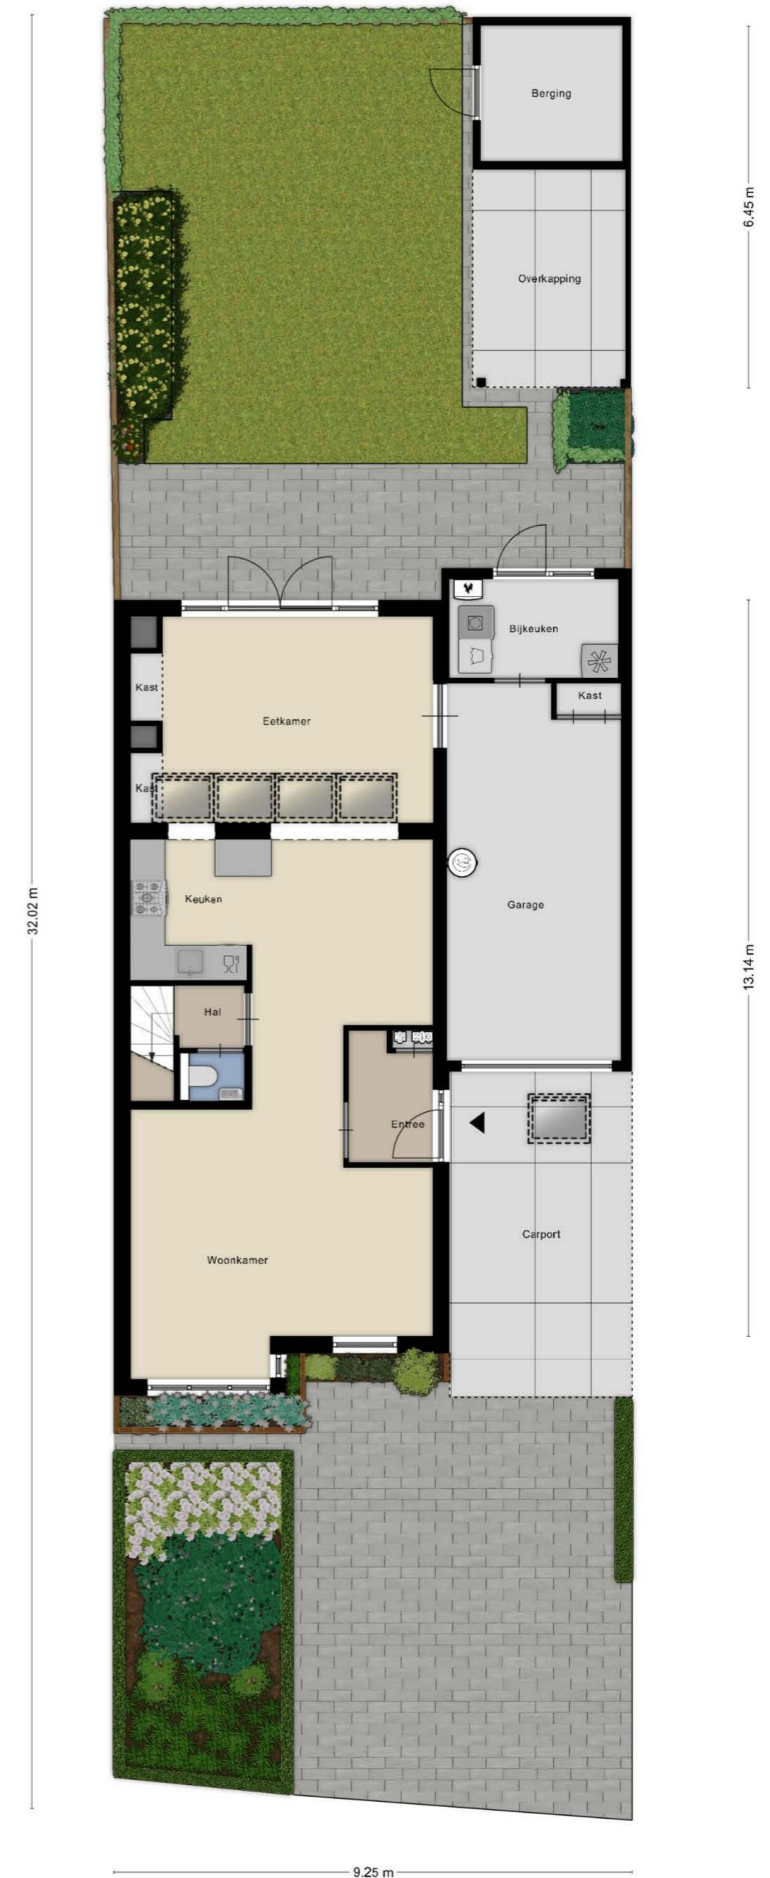 Berging
6.45 m
Overkapping
Bijkeuken
Kast
Kast
Eetkamer
Kast
Keuken
Garage
32.02 m
13.14 m
Hal
Entree
Carport
Woonkamer
9.25 m